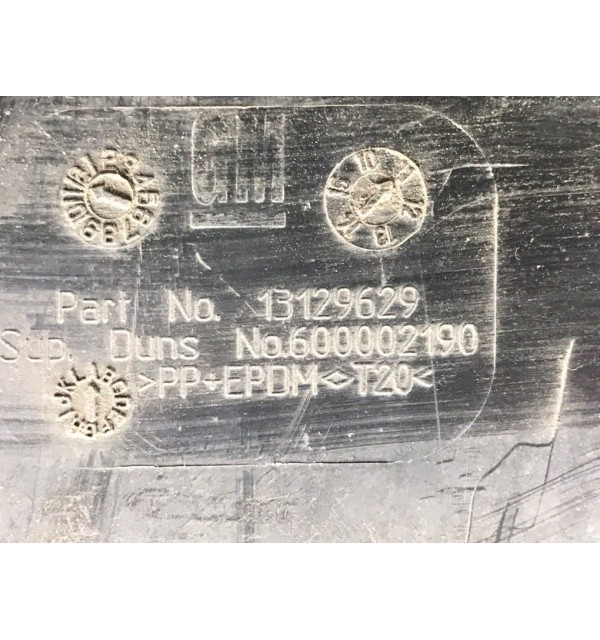 GM
Part No. 13129629
Sup. Duns No.600002190
>PP+EPDM<>T20<